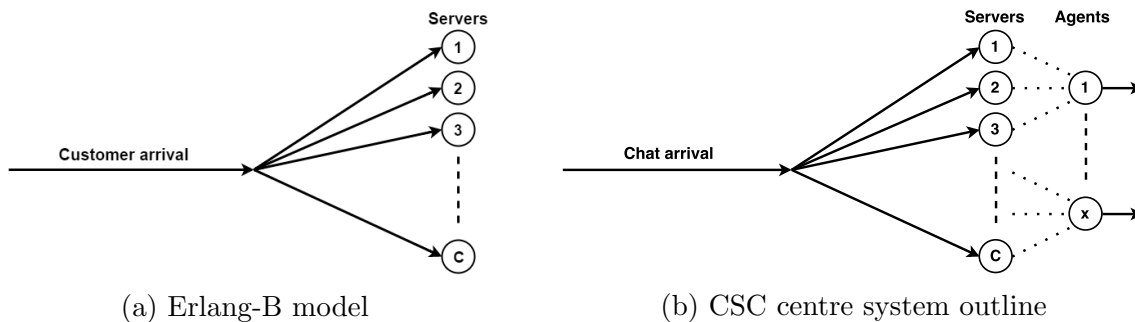 Servers
1
2
3
Customer arrival
C
(a) Erlang-B model
Servers
Agents
1
2
1
3
Chat arrival
x
C
(b) CSC centre system outline